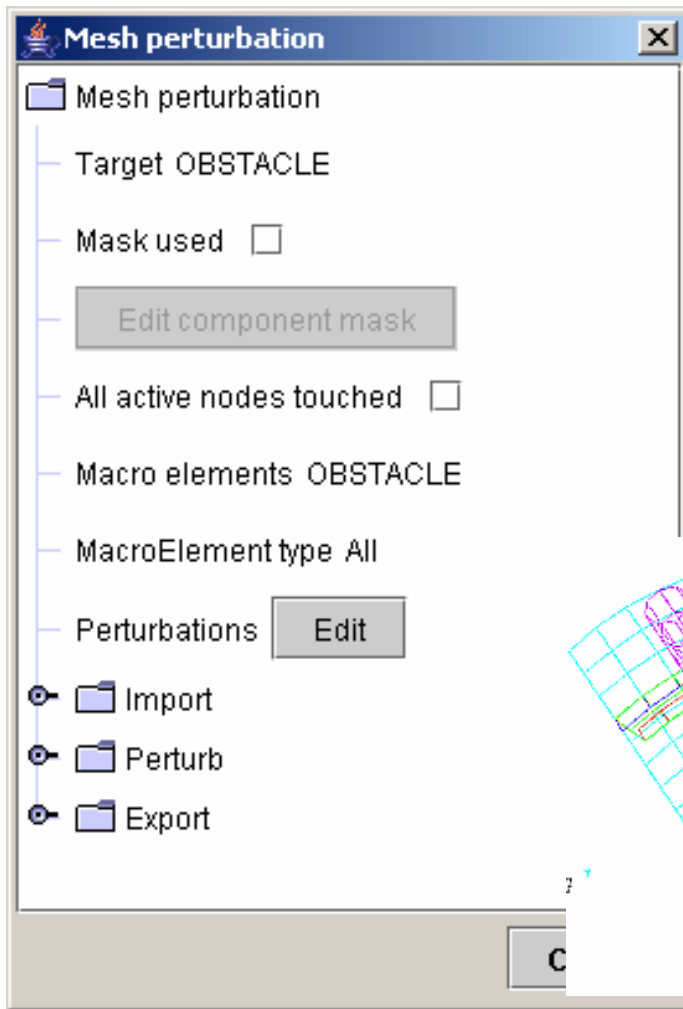 Mesh perturbation
Mesh perturbation
Target OBSTACLE
Mask used
Edit component mask
All active nodes touched
Macro elements OBSTACLE
MacroElement type All
Perturbations Edit
Import
Perturb
Export